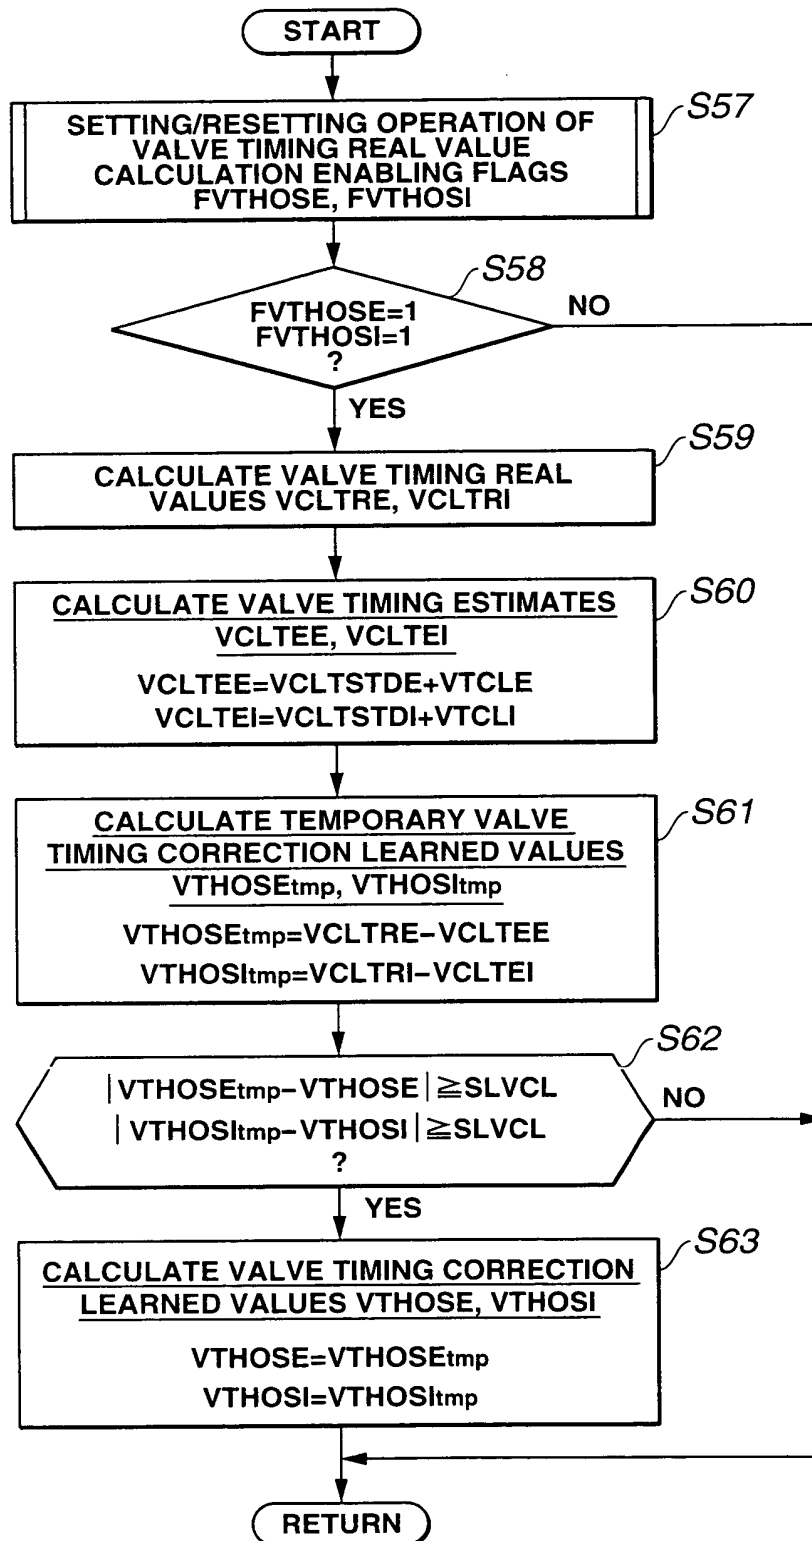 START
S57
SETTING/RESETTING OPERATION OF
VALVE TIMING REAL VALUE
CALCULATION ENABLING FLAGS
FVTHOSE, FVTHOSI
S58
FVTHOSE=1
FVTHOSI=1
?
NO
YES
S59
CALCULATE VALVE TIMING REAL
VALUES VCLTRE, VCLTRI
S60
CALCULATE VALVE TIMING ESTIMATES
VCLTEE, VCLTEI
VCLTEE=VCLTSTDE+VTCLE
VCLTEI=VCLTSTDI+VTCLI
S61
CALCULATE TEMPORARY VALVE
TIMING CORRECTION LEARNED VALUES
VTHOSEtmp, VTHOSItmp
VTHOSEtmp=VCLTRE−VCLTEE
VTHOSItmp=VCLTRI−VCLTEI
S62
|VTHOSEtmp−VTHOSE|≧SLVCL
|VTHOSItmp−VTHOSI|≧SLVCL
?
NO
YES
S63
CALCULATE VALVE TIMING CORRECTION
LEARNED VALUES VTHOSE, VTHOSI
VTHOSE=VTHOSEtmp
VTHOSI=VTHOSItmp
RETURN